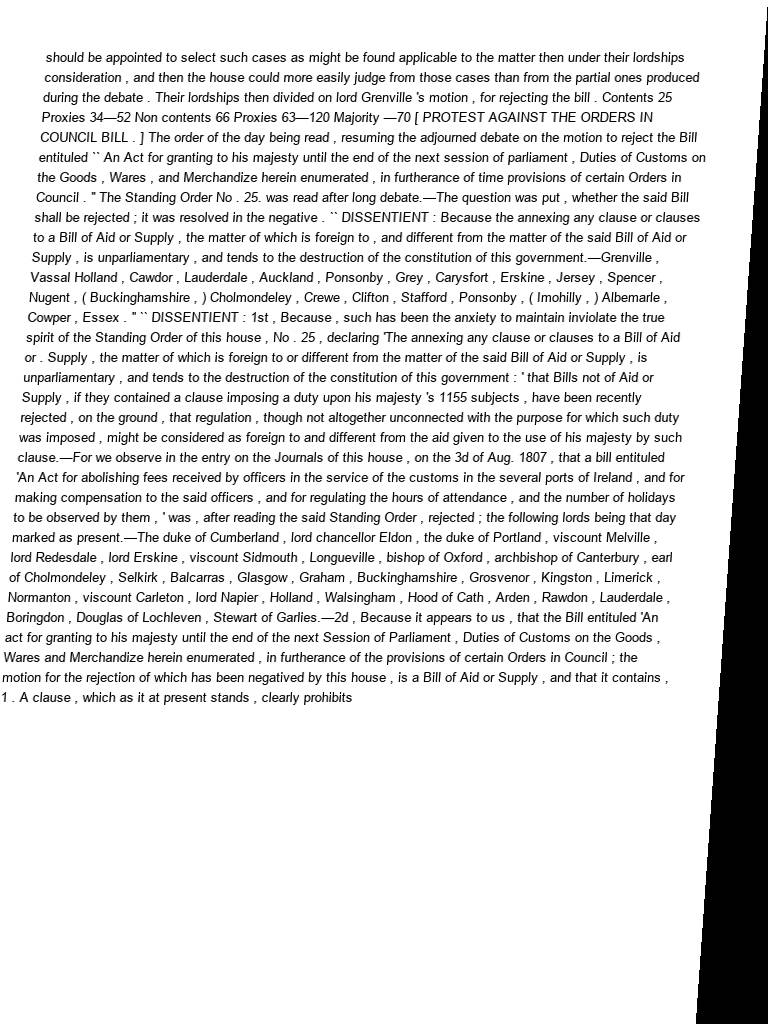 should be appointed to select such cases as might be found applicable to the matter then under their lordships
consideration , and then the house could more easily judge from those cases than from the partial ones produced
during the debate . Their lordships then divided on lord Grenville 's motion , for rejecting the bill . Contents 25
Proxies 34—52 Non contents 66 Proxies 63—120 Majority —70 [ PROTEST AGAINST THE ORDERS IN
COUNCIL BILL . ] The order of the day being read , resuming the adjourned debate on the motion to reject the Bill
entituled `` An Act for granting to his majesty until the end of the next session of parliament , Duties of Customs on
the Goods , Wares , and Merchandize herein enumerated , in furtherance of time provisions of certain Orders in
Council . '' The Standing Order No . 25. was read after long debate.—The question was put , whether the said Bill
shall be rejected ; it was resolved in the negative . `` DISSENTIENT : Because the annexing any clause or clauses
to a Bill of Aid or Supply , the matter of which is foreign to , and different from the matter of the said Bill of Aid or
Supply , is unparliamentary , and tends to the destruction of the constitution of this government.—Grenville ,
Vassal Holland , Cawdor , Lauderdale , Auckland , Ponsonby , Grey , Carysfort , Erskine , Jersey , Spencer ,
Nugent , ( Buckinghamshire , ) Cholmondeley , Crewe , Clifton , Stafford , Ponsonby , ( Imohilly , ) Albemarle ,
Cowper , Essex . '' `` DISSENTIENT : 1st , Because , such has been the anxiety to maintain inviolate the true
spirit of the Standing Order of this house , No . 25 , declaring 'The annexing any clause or clauses to a Bill of Aid
or . Supply , the matter of which is foreign to or different from the matter of the said Bill of Aid or Supply , is
unparliamentary , and tends to the destruction of the constitution of this government : ' that Bills not of Aid or
Supply , if they contained a clause imposing a duty upon his majesty 's 1155 subjects , have been recently
rejected , on the ground , that regulation , though not altogether unconnected with the purpose for which such duty
was imposed , might be considered as foreign to and different from the aid given to the use of his majesty by such
clause.—For we observe in the entry on the Journals of this house , on the 3d of Aug. 1807 , that a bill entituled
'An Act for abolishing fees received by officers in the service of the customs in the several ports of Ireland , and for
making compensation to the said officers , and for regulating the hours of attendance , and the number of holidays
to be observed by them , ' was , after reading the said Standing Order , rejected ; the following lords being that day
marked as present.—The duke of Cumberland , lord chancellor Eldon , the duke of Portland , viscount Melville ,
lord Redesdale , lord Erskine , viscount Sidmouth , Longueville , bishop of Oxford , archbishop of Canterbury , earl
of Cholmondeley , Selkirk , Balcarras , Glasgow , Graham , Buckinghamshire , Grosvenor , Kingston , Limerick ,
Normanton , viscount Carleton , lord Napier , Holland , Walsingham , Hood of Cath , Arden , Rawdon , Lauderdale ,
Boringdon , Douglas of Lochleven , Stewart of Garlies.—2d , Because it appears to us , that the Bill entituled 'An
act for granting to his majesty until the end of the next Session of Parliament , Duties of Customs on the Goods ,
Wares and Merchandize herein enumerated , in furtherance of the provisions of certain Orders in Council ; the
motion for the rejection of which has been negatived by this house , is a Bill of Aid or Supply , and that it contains ,
1 . A clause , which as it at present stands , clearly prohibits